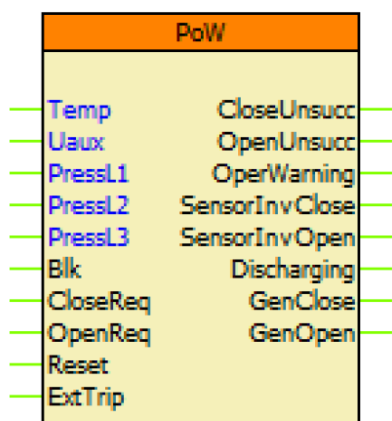 PoW
Temp CloseUnsucc
Uaux OpenUnsucc
PressL1 OperWarning
PressL2 SensorInvClose
PressL3 SensorInvOpen
Blk Discharging
CloseReq GenClose
OpenReq GenOpen
Reset
ExtTrip